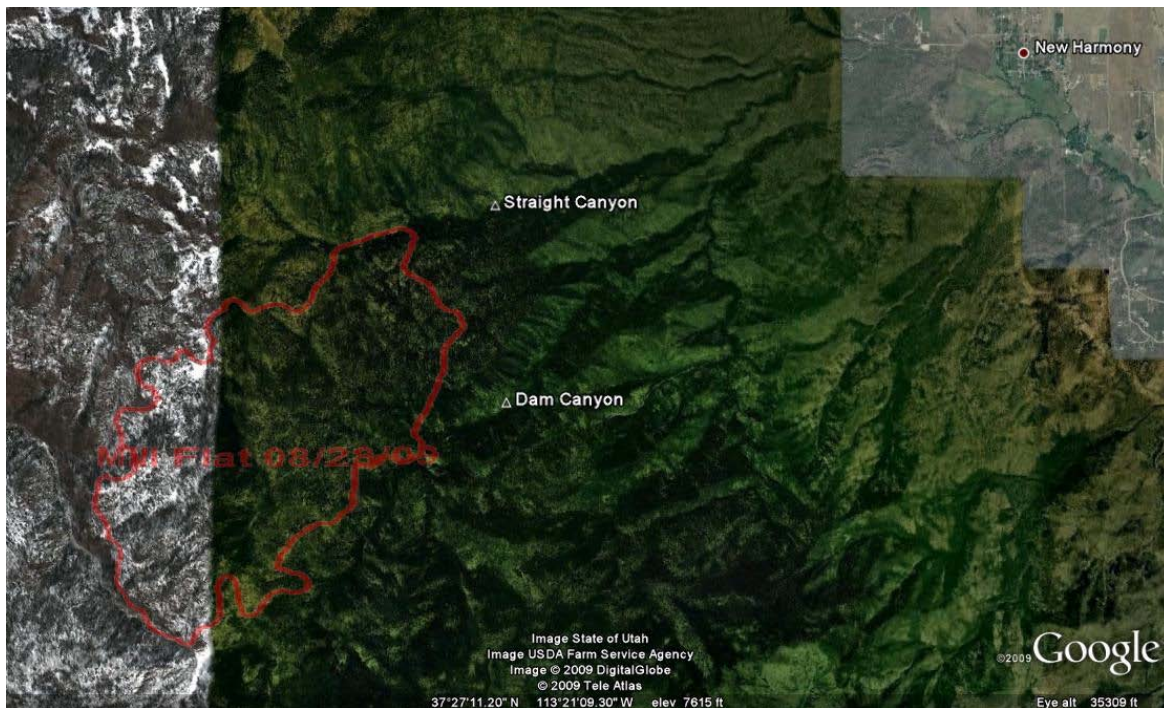 New Harmony
Straight Canyon
Dam Canyon
Mill Flat 08/28/09
Image State of Utah
Image USDA Farm Service Agency
Image © 2009 DigitalGlobe
© 2009 Tele Atlas
©2009 Google
37°27'11.20" N 113°21'09.30" W elev 7615 ft
Eye alt 35309 ft